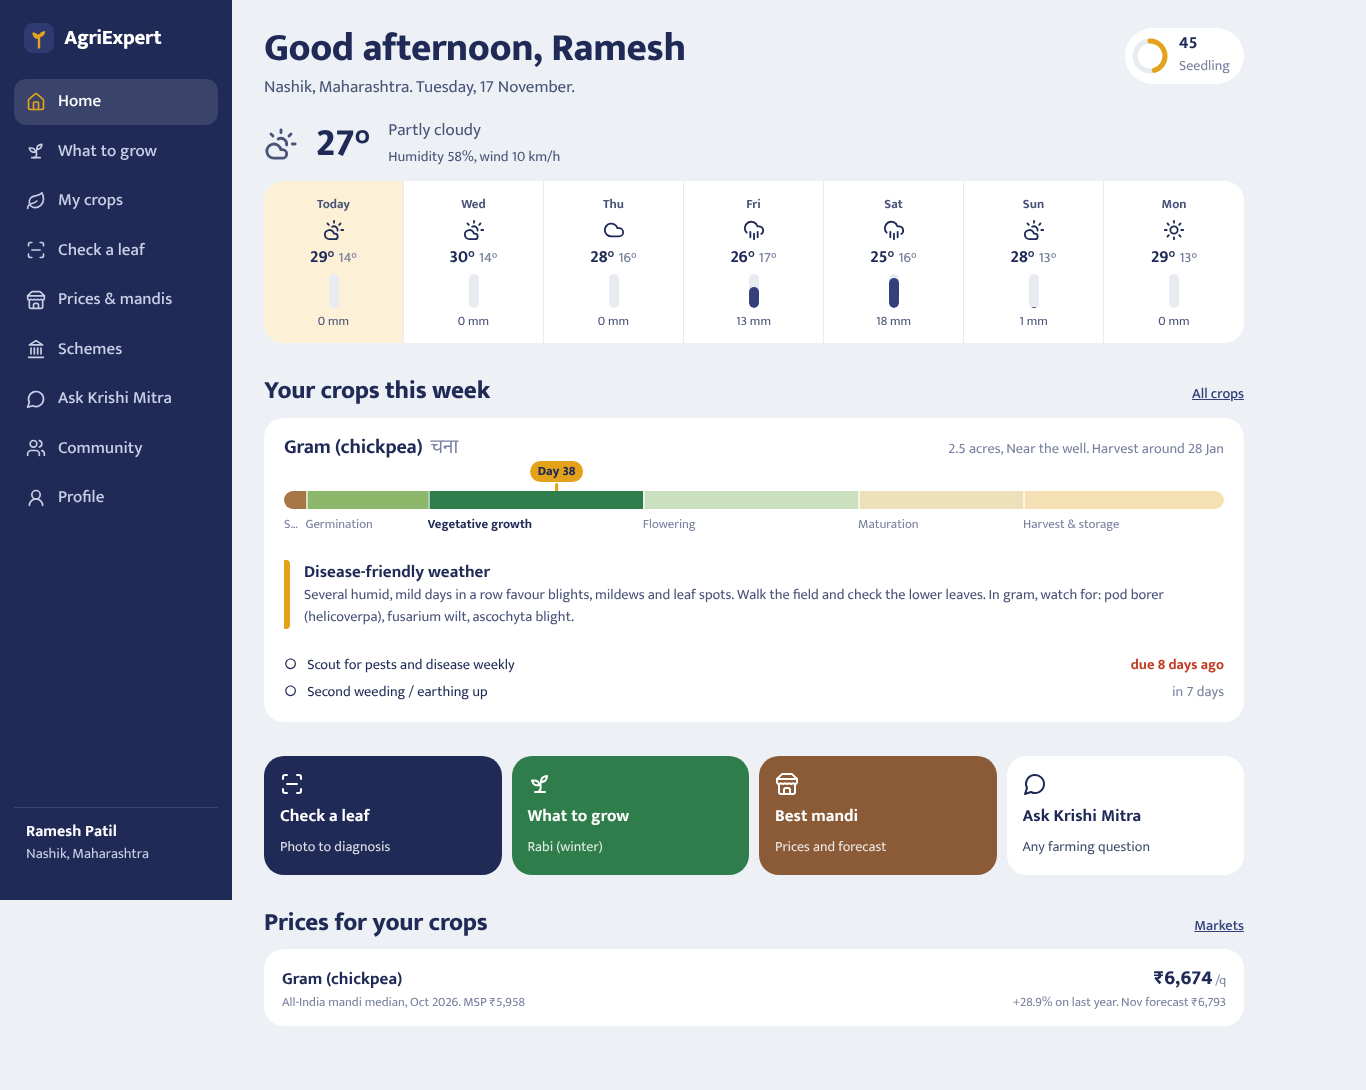 AgriExpert
Home
What to grow
My crops
Check a leaf
Prices & mandis
Schemes
Ask Krishi Mitra
Community
Profile
Ramesh Patil
Nashik, Maharashtra
Good afternoon, Ramesh
Nashik, Maharashtra. Tuesday, 17 November.
45
Seedling
27°
Partly cloudy
Humidity 58%, wind 10 km/h
Today Wed Thu Fri Sat Sun Mon
29° 14° 30° 14° 28° 16° 26° 17° 25° 16° 28° 13° 29° 13°
0 mm 0 mm 0 mm 13 mm 18 mm 1 mm 0 mm
Your crops this week All crops
Gram (chickpea) चना 2.5 acres, Near the well. Harvest around 28 Jan
Day 38
S... Germination Vegetative growth Flowering Maturation Harvest & storage
Disease-friendly weather
Several humid, mild days in a row favour blights, mildews and leaf spots. Walk the field and check the lower leaves. In gram, watch for: pod borer
(helicoverpa), fusarium wilt, ascochyta blight.
Scout for pests and disease weekly due 8 days ago
Second weeding / earthing up in 7 days
Check a leaf
Photo to diagnosis
What to grow
Rabi (winter)
Best mandi
Prices and forecast
Ask Krishi Mitra
Any farming question
Prices for your crops Markets
Gram (chickpea) ₹6,674 /q
All-India mandi median, Oct 2026. MSP ₹5,958 +28.9% on last year. Nov forecast ₹6,793